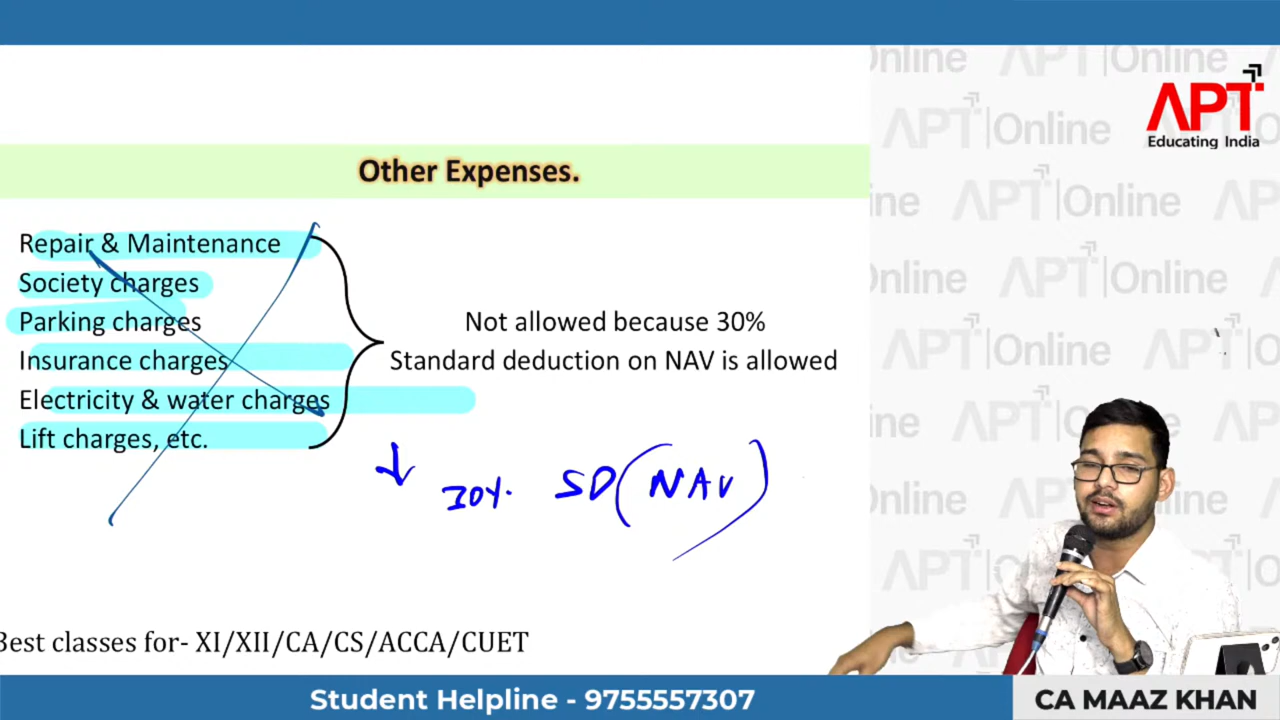 APT
Educating India
Other Expenses.
Repair & Maintenance
Society charges
Parking charges
Insurance charges
Electricity & water charges
Lift charges, etc.
Not allowed because 30%
Standard deduction on NAV is allowed
30%. SD (NAV)
Best classes for- XI/XII/CA/CS/ACCA/CUET
Student Helpline - 9755557307
CA MAAZ KHAN
APT|Online